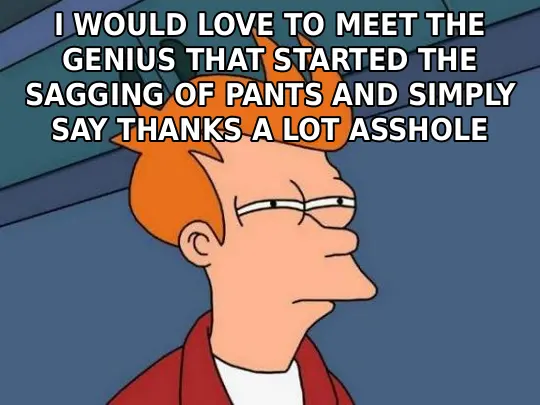 I WOULD LOVE TO MEET THE
GENIUS THAT STARTED THE
SAGGING OF PANTS AND SIMPLY
SAY THANKS A LOT ASSHOLE